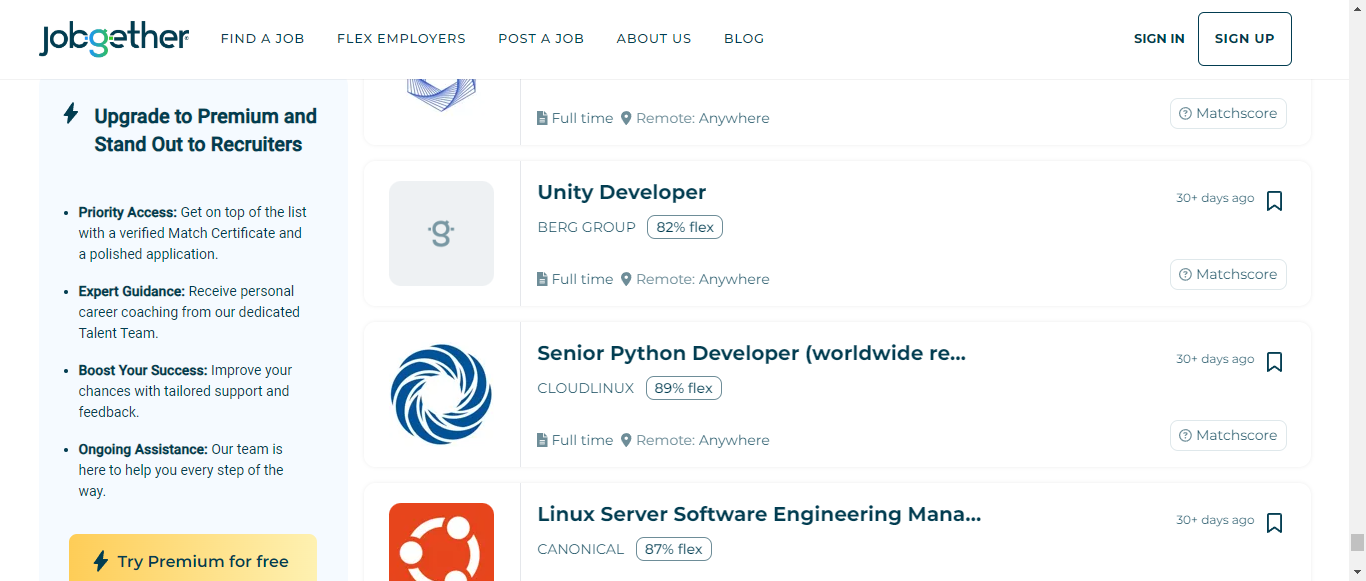 jobgether
FIND A JOB
FLEX EMPLOYERS
POST A JOB
ABOUT US
BLOG
SIGN IN
SIGN UP
Upgrade to Premium and
Stand Out to Recruiters
• Priority Access: Get on top of the list
with a verified Match Certificate and
a polished application.
• Expert Guidance: Receive personal
career coaching from our dedicated
Talent Team.
• Boost Your Success: Improve your
chances with tailored support and
feedback.
• Ongoing Assistance: Our team is
here to help you every step of the
way.
Try Premium for free
Full time Remote: Anywhere
Matchscore
g
Unity Developer
30+ days ago
BERG GROUP 82% flex
Full time Remote: Anywhere
Matchscore
Senior Python Developer (worldwide re...
30+ days ago
CLOUDLINUX 89% flex
Full time Remote: Anywhere
Matchscore
Linux Server Software Engineering Mana...
30+ days ago
CANONICAL 87% flex